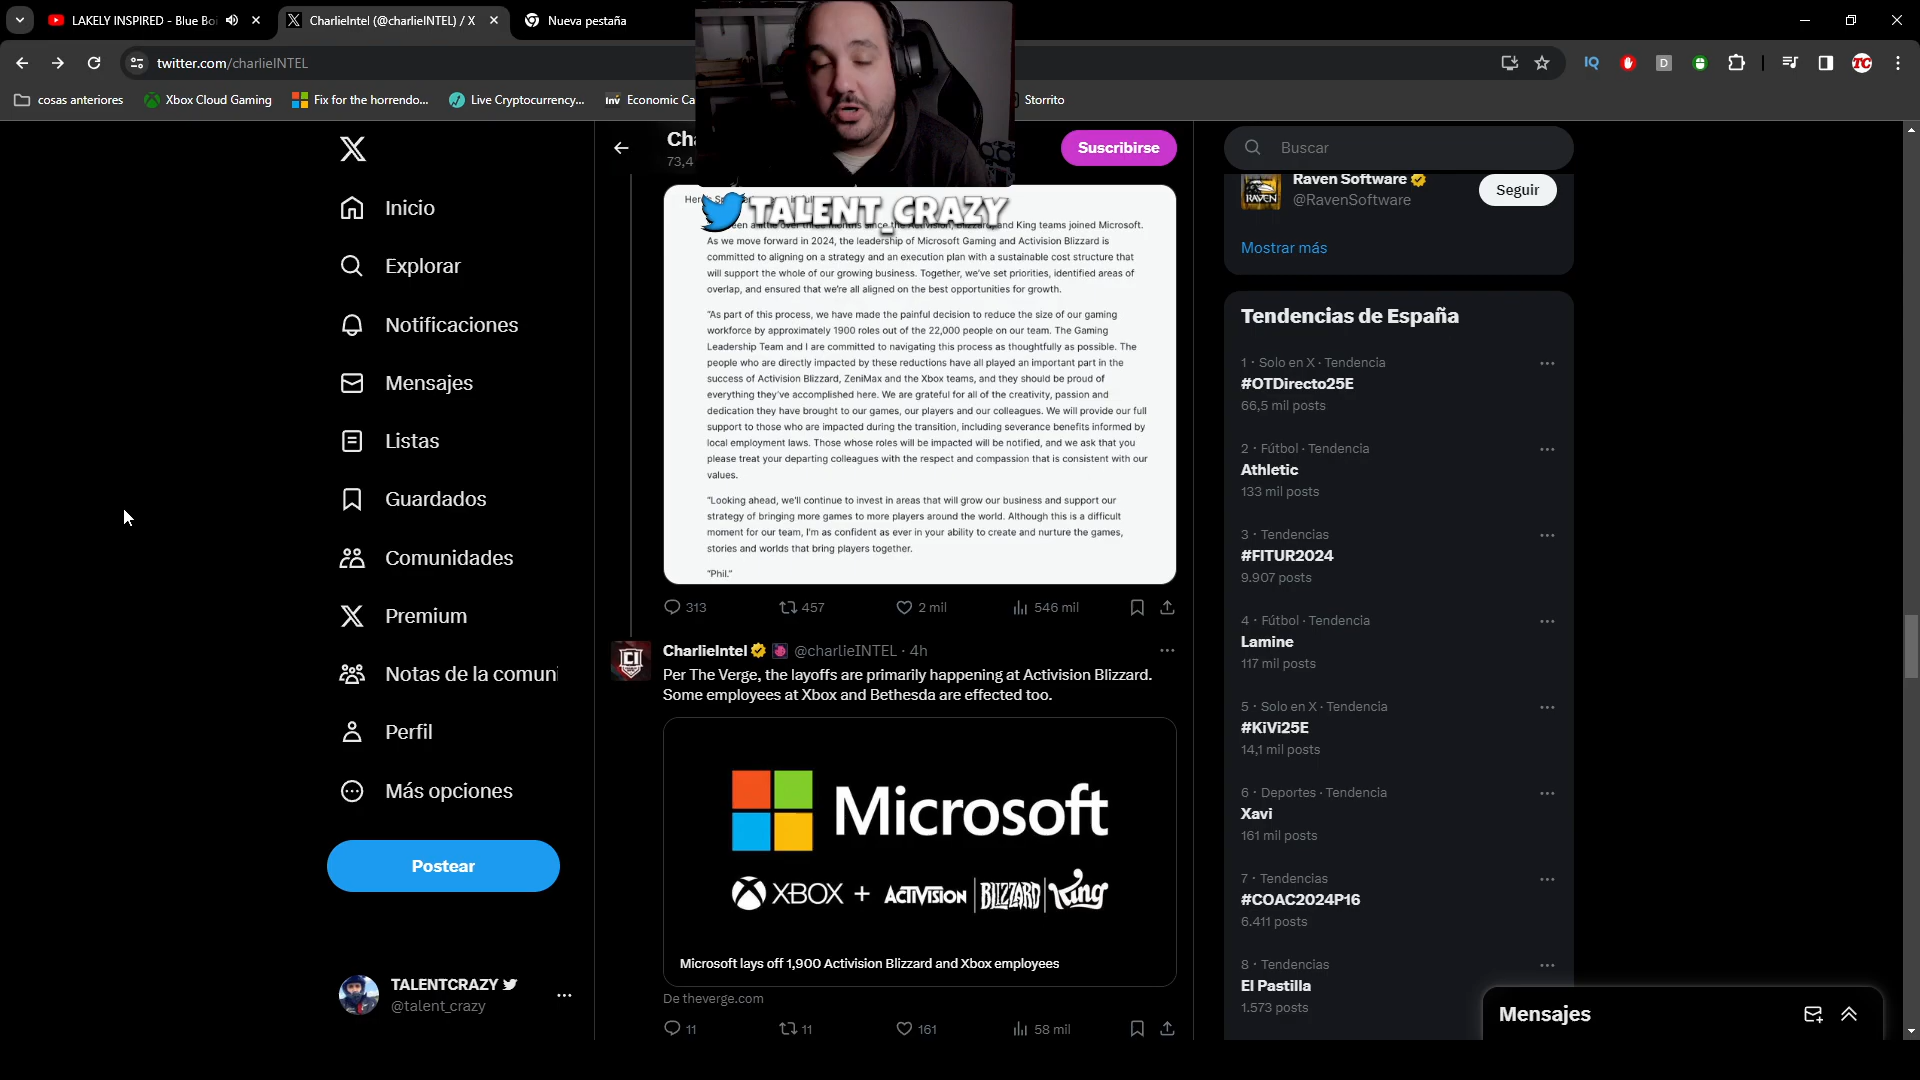 LAKELY INSPIRED - Blue Boi
CharlieIntel (@charlieINTEL) / X
Nueva pestaña
twitter.com/charlieINTEL
cosas anteriores
Xbox Cloud Gaming
Fix for the horrendo...
Live Cryptocurrency...
Inv Economic Ca
Storrito
IQ
D
TC
Inicio
Explorar
Notificaciones
Mensajes
Listas
Guardados
Comunidades
Premium
Notas de la comuni
Perfil
Más opciones
Postear
TALENTCRAZY
@talent_crazy
Ch
73,4
Suscribirse
TALENT_CRAZY
and King teams joined Microsoft.
As we move forward in 2024, the leadership of Microsoft Gaming and Activision Blizzard is
committed to aligning on a strategy and an execution plan with a sustainable cost structure that
will support the whole of our growing business. Together, we've set priorities, identified areas of
overlap, and ensured that we're all aligned on the best opportunities for growth.
"As part of this process, we have made the painful decision to reduce the size of our gaming
workforce by approximately 1900 roles out of the 22,000 people on our team. The Gaming
Leadership Team and I are committed to navigating this process as thoughtfully as possible. The
people who are directly impacted by these reductions have all played an important part in the
success of Activision Blizzard, ZeniMax and the Xbox teams, and they should be proud of
everything they've accomplished here. We are grateful for all of the creativity, passion and
dedication they have brought to our games, our players and our colleagues. We will provide our full
support to those who are impacted during the transition, including severance benefits informed by
local employment laws. Those whose roles will be impacted will be notified, and we ask that you
please treat your departing colleagues with the respect and compassion that is consistent with our
values.
"Looking ahead, we'll continue to invest in areas that will grow our business and support our
strategy of bringing more games to more players around the world. Although this is a difficult
moment for our team, I'm as confident as ever in your ability to create and nurture the games,
stories and worlds that bring players together.
"Phil."
313 457 2 mil 546 mil
CharlieIntel @charlieINTEL · 4h
Per The Verge, the layoffs are primarily happening at Activision Blizzard.
Some employees at Xbox and Bethesda are effected too.
Microsoft
XBOX + ACTIVISION | BLIZZARD | King
Microsoft lays off 1,900 Activision Blizzard and Xbox employees
De theverge.com
11 11 161 58 mil
Buscar
Raven Software
RAVEN
@RavenSoftware
Seguir
Mostrar más
Tendencias de España
1 · Solo en X · Tendencia
#OTDirecto25E
66,5 mil posts
2 · Fútbol · Tendencia
Athletic
133 mil posts
3 · Tendencias
#FITUR2024
9.907 posts
4 · Fútbol · Tendencia
Lamine
117 mil posts
5 · Solo en X · Tendencia
#KiVi25E
14,1 mil posts
6 · Deportes · Tendencia
Xavi
161 mil posts
7 · Tendencias
#COAC2024P16
6.411 posts
8 · Tendencias
El Pastilla
1.573 posts
Mensajes